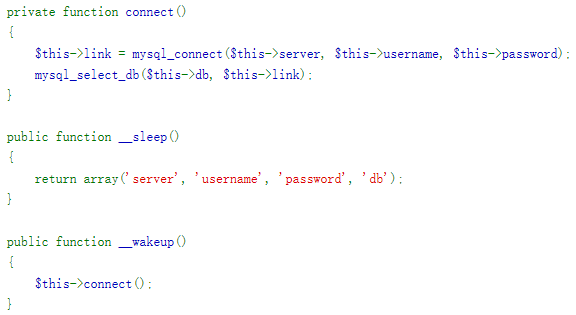 private function connect()
{
    $this->link = mysql_connect($this->server, $this->username, $this->password);
    mysql_select_db($this->db, $this->link);
}

public function __sleep()
{
    return array('server', 'username', 'password', 'db');
}

public function __wakeup()
{
    $this->connect();
}